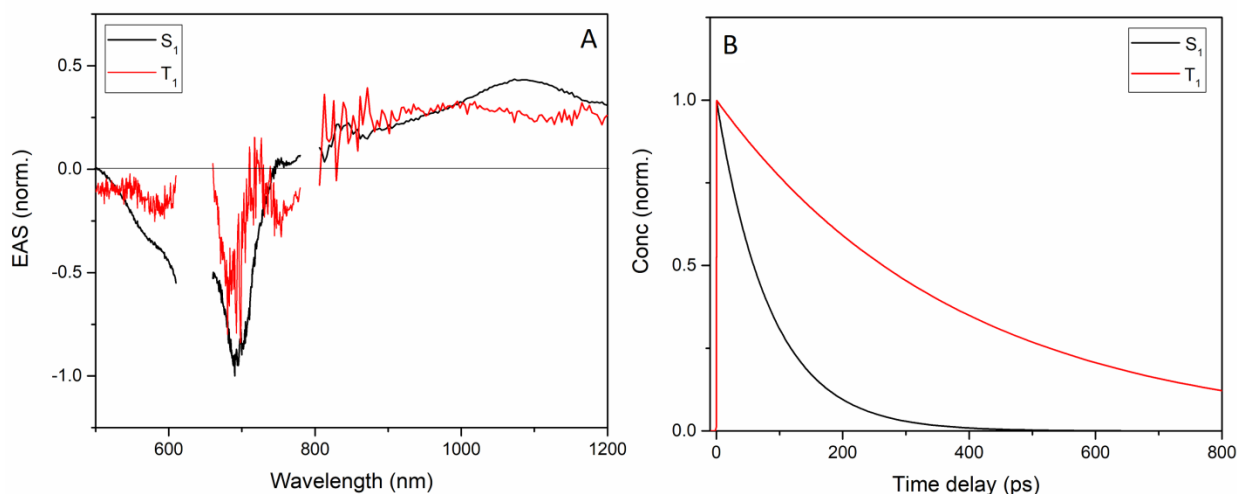 A
S₁
T₁
0.5
0.0
-0.5
-1.0
EAS (norm.)
600 800 1000 1200
Wavelength (nm)
B
S₁
T₁
1.0
0.5
0.0
Conc (norm.)
0 200 400 600 800
Time delay (ps)